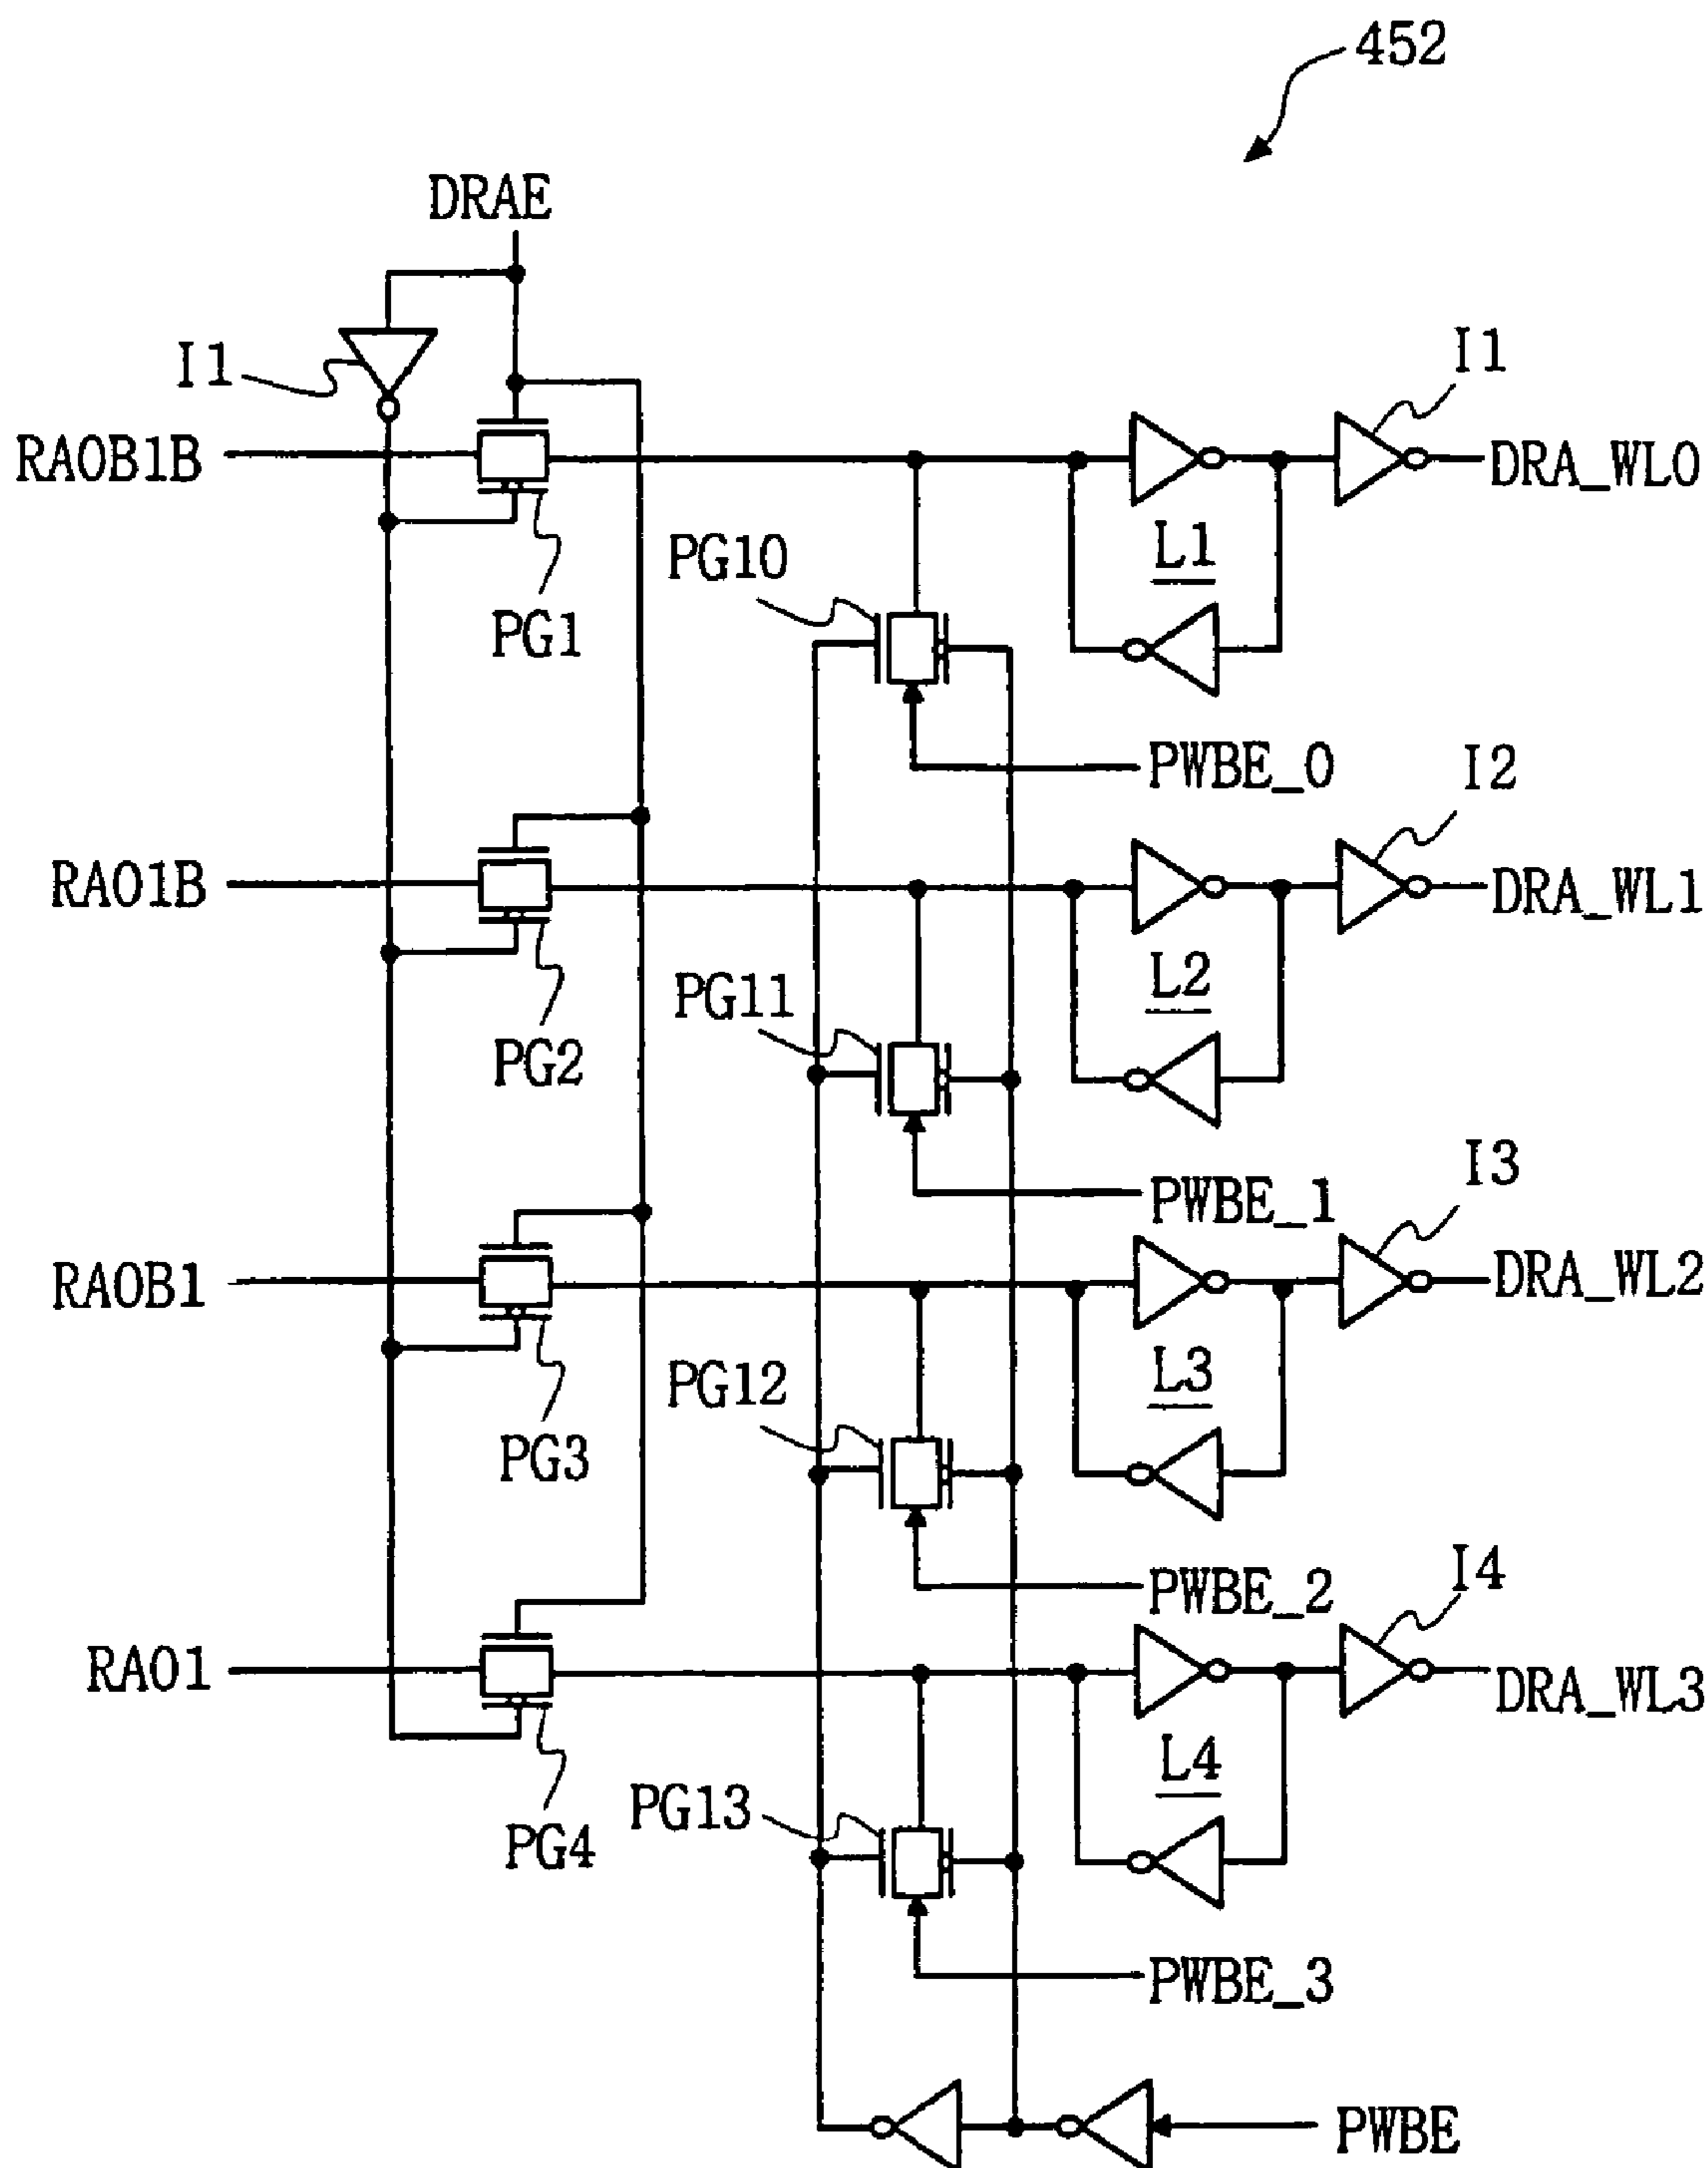 452
DRAE
I1
I1
RA0B1B
DRA_WL0
L1
PG10
PG1
PWBE_0
I2
RA01B
DRA_WL1
L2
PG11
PG2
I3
PWBE_1
RA0B1
DRA_WL2
L3
PG12
PG3
I4
PWBE_2
RA01
DRA_WL3
L4
PG13
PG4
PWBE_3
PWBE